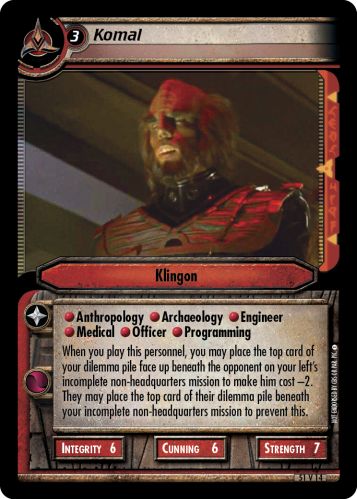 3 Komal
Klingon
Anthropology Archaeology Engineer
Medical Officer Programming
When you play this personnel, you may place the top card of
your dilemma pile face up beneath the opponent on your left's
incomplete non-headquarters mission to make him cost -2.
They may place the top card of their dilemma pile beneath
your incomplete non-headquarters mission to prevent this.
INTEGRITY 6 CUNNING 6 STRENGTH 7
51 V 14